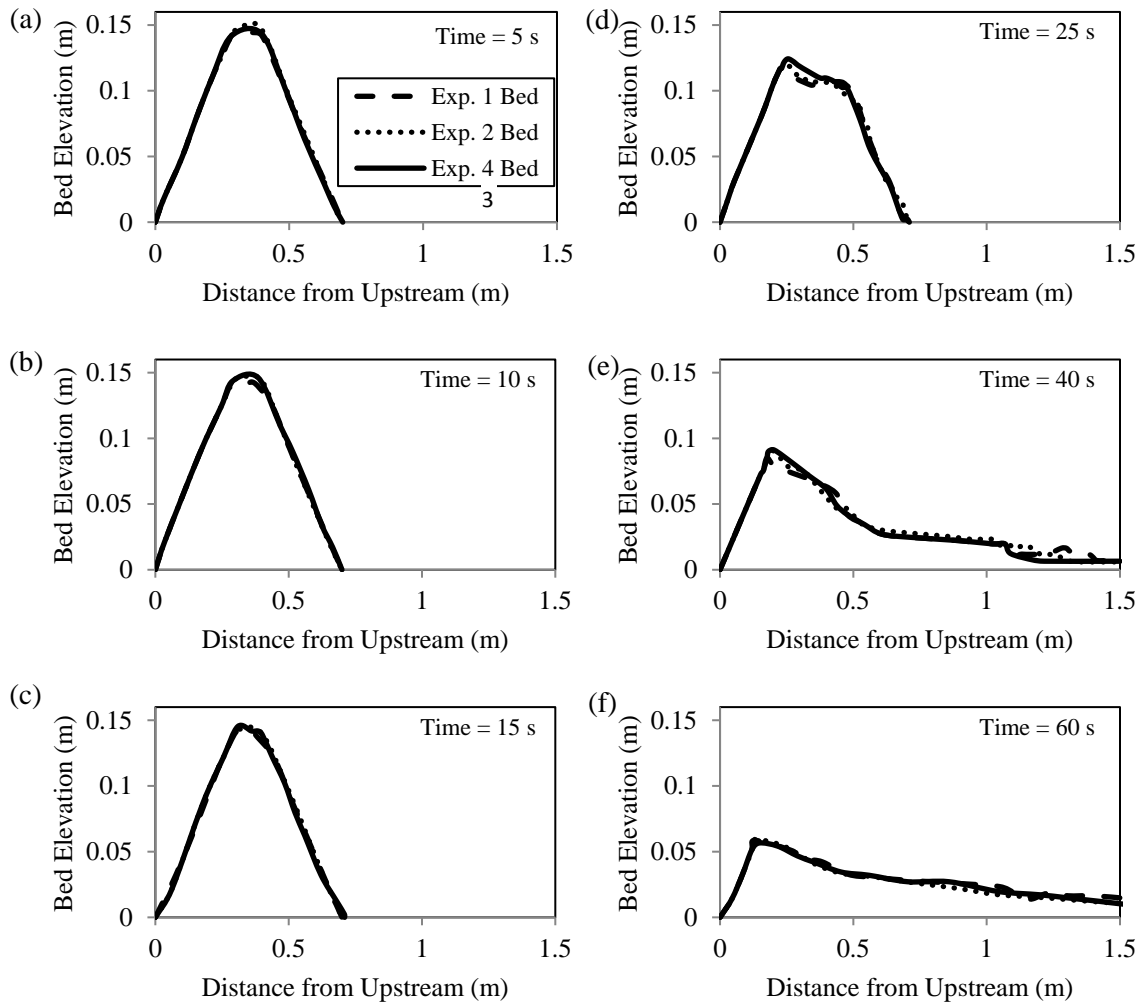 (a)
Bed Elevation (m)
0.15
0.1
0.05
0
Time = 5 s
Exp. 1 Bed
Exp. 2 Bed
Exp. 4 Bed
3
0 0.5 1 1.5
Distance from Upstream (m)
(d)
Bed Elevation (m)
0.15
0.1
0.05
0
Time = 25 s
0 0.5 1 1.5
Distance from Upstream (m)
(b)
Bed Elevation (m)
0.15
0.1
0.05
0
Time = 10 s
0 0.5 1 1.5
Distance from Upstream (m)
(e)
Bed Elevation (m)
0.15
0.1
0.05
0
Time = 40 s
0 0.5 1 1.5
Distance from Upstream (m)
(c)
Bed Elevation (m)
0.15
0.1
0.05
0
Time = 15 s
0 0.5 1 1.5
Distance from Upstream (m)
(f)
Bed Elevation (m)
0.15
0.1
0.05
0
Time = 60 s
0 0.5 1 1.5
Distance from Upstream (m)